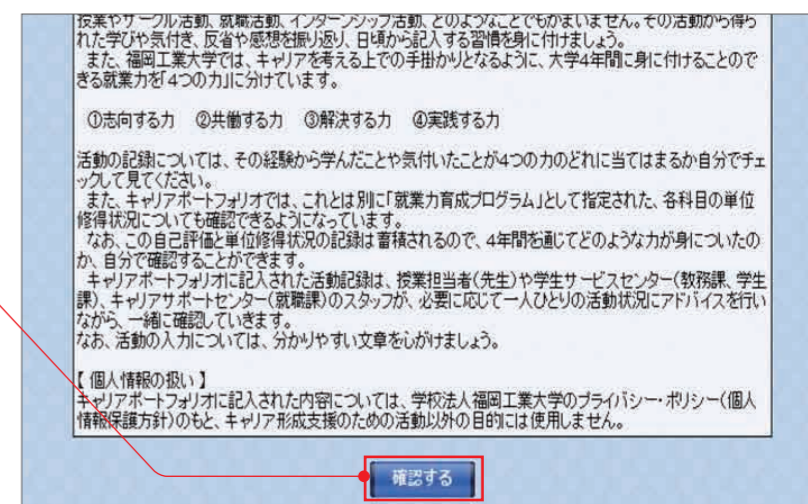 授業やサークル活動、就職活動、インターンシップ活動、どのようなことでもかまいません。その活動から得ら
れた学びや気付き、反省や感想を振り返り、日頃から記入する習慣を身に付けましょう。
また、福岡工業大学では、キャリアを考える上での手掛かりとなるように、大学4年間に身に付けることので
きる就業力を「4つの力」に分けています。
①志向する力 ②共働する力 ③解決する力 ④実践する力
活動の記録については、その経験から学んだことや気付いたことが4つの力のどれに当てはまるか自分でチェ
ックして見てください。
また、キャリアポートフォリオでは、これとは別に「就業力育成プログラム」として指定された、各科目の単位
修得状況についても確認できるようになっています。
なお、この自己評価と単位修得状況の記録は蓄積されるので、4年間を通じてどのような力が身についたの
か、自分で確認することができます。
キャリアポートフォリオに記入された活動記録は、授業担当者(先生)や学生サービスセンター(教務課、学生
課)、キャリアサポートセンター(就職課)のスタッフが、必要に応じて一人ひとりの活動状況にアドバイスを行い
ながら、一緒に確認していきます。
なお、活動の入力については、分かりやすい文章を心がけましょう。
【 個人情報の扱い 】
キャリアポートフォリオに記入された内容については、学校法人福岡工業大学のプライバシー・ポリシー(個人
情報保護方針)のもと、キャリア形成支援のための活動以外の目的には使用しません。
確認する